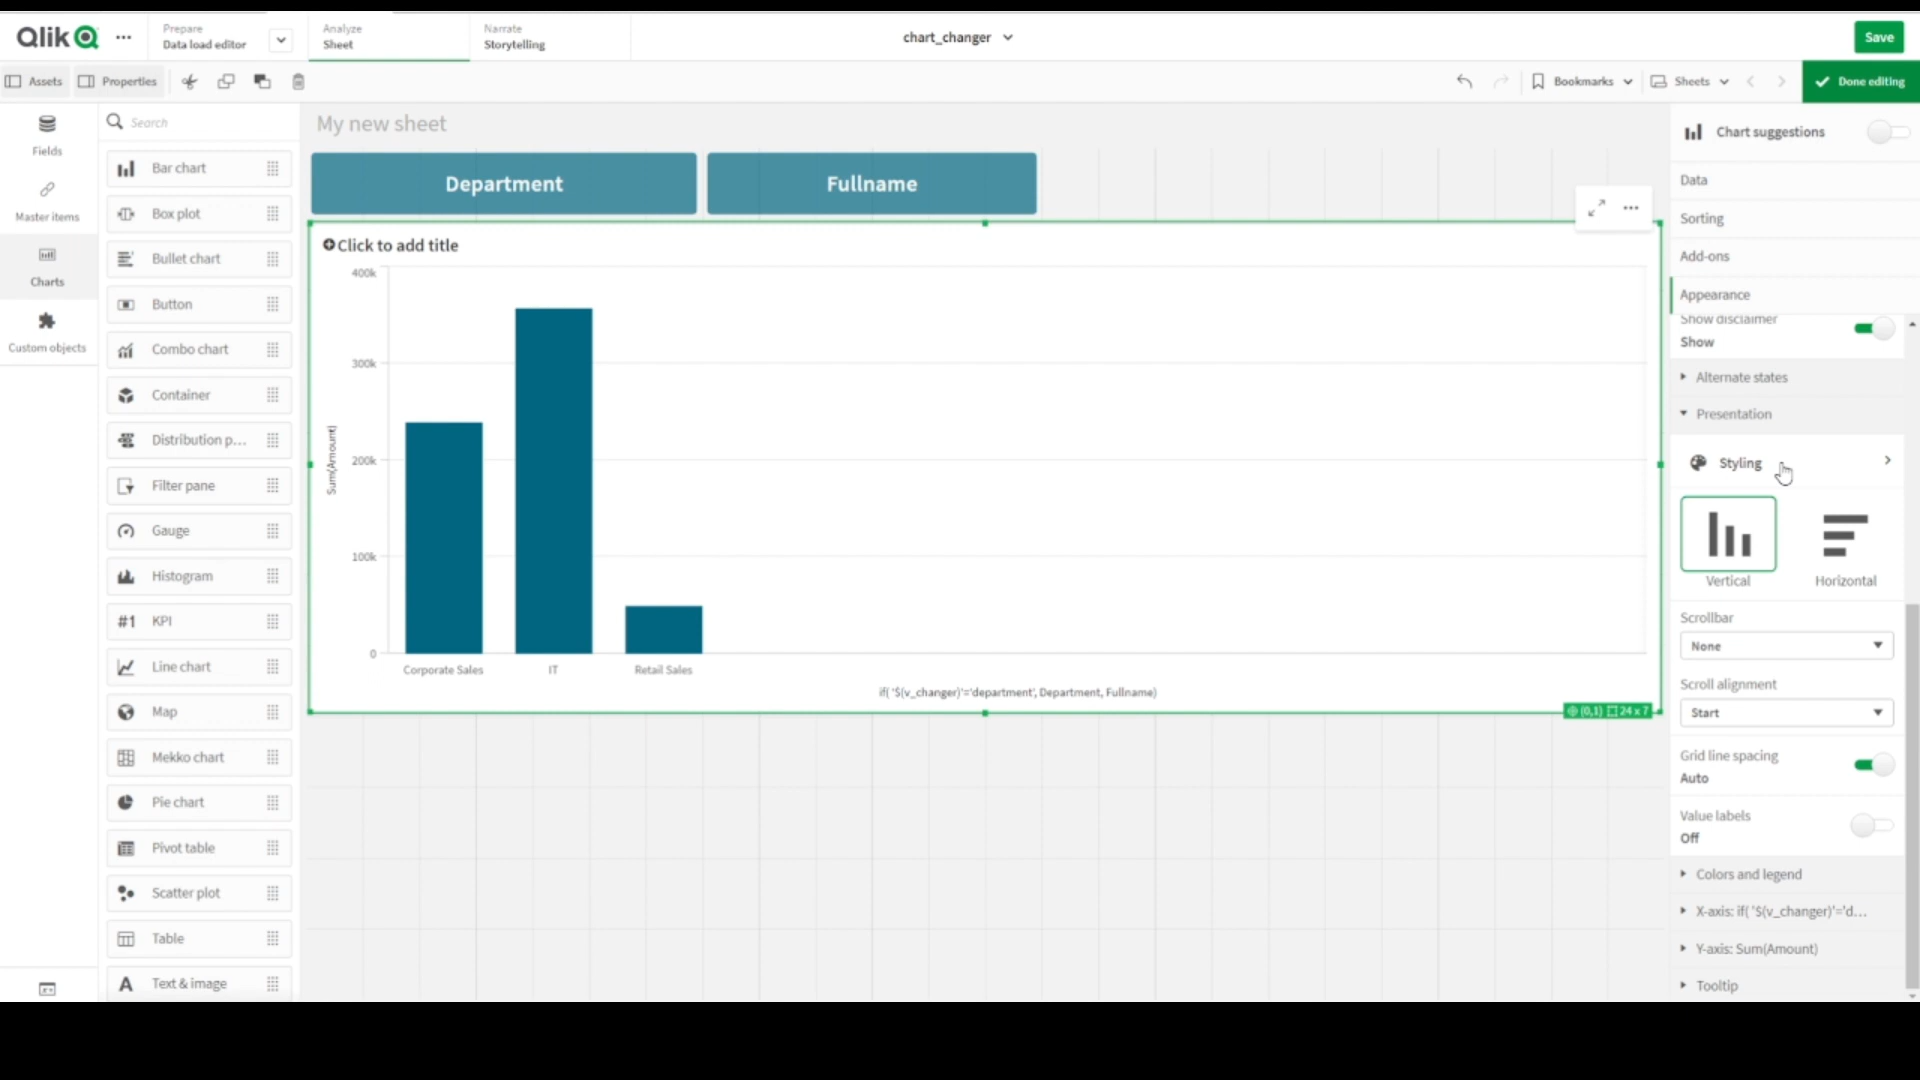 Qlik
Prepare
Data load editor
Analyze
Sheet
Narrate
Storytelling
chart_changer
Save
Assets
Properties
Bookmarks
Sheets
Done editing
Fields
Master items
Charts
Custom objects
Search
Bar chart
Box plot
Bullet chart
Button
Combo chart
Container
Distribution p...
Filter pane
Gauge
Histogram
#1 KPI
Line chart
Map
Mekko chart
Pie chart
Pivot table
Scatter plot
Table
A Text & image
My new sheet
Department
Fullname
Click to add title
400k
300k
200k
100k
0
Sum(Amount)
Corporate Sales
IT
Retail Sales
if( '$(v_changer)'='department', Department, Fullname)
(0,1) 24 x 7
Chart suggestions
Data
Sorting
Add-ons
Appearance
Show disclaimer
Show
Alternate states
Presentation
Styling
Vertical
Horizontal
Scrollbar
None
Scroll alignment
Start
Grid line spacing
Auto
Value labels
Off
Colors and legend
X-axis: if( '$(v_changer)'='d...
Y-axis: Sum(Amount)
Tooltip